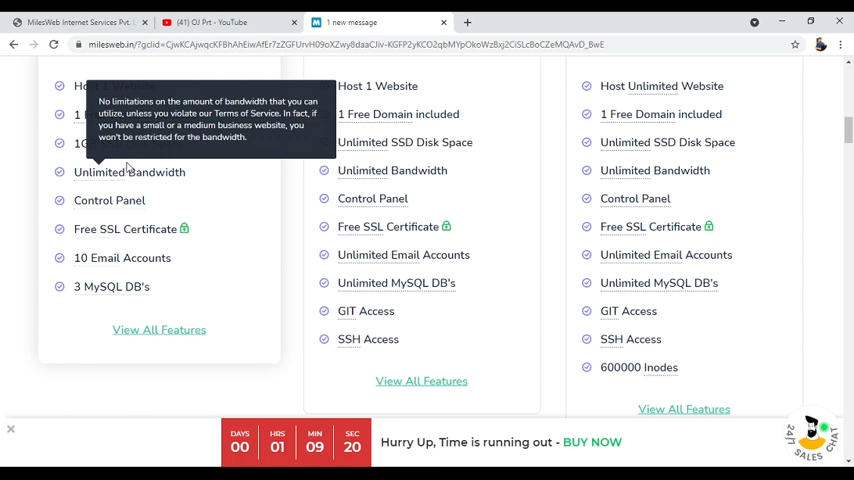 MilesWeb Internet Services Pvt. L
(41) OJ Prt - YouTube
1 new message
milesweb.in/?gclid=CjwKCAjwqcKFBhAhEiwAfEr7zZGFUrvH09oXZwy8daaCJiv-KGFP2yKCO2qbMYpOkoWzBxj2CiSLcBoCZeMQAvD_BwE
No limitations on the amount of bandwidth that you can
utilize, unless you violate our Terms of Service. In fact, if
you have a small or a medium business website, you
won't be restricted for the bandwidth.
Unlimited Bandwidth
Control Panel
Free SSL Certificate
10 Email Accounts
3 MySQL DB's
View All Features
Host 1 Website
1 Free Domain included
Unlimited SSD Disk Space
Unlimited Bandwidth
Control Panel
Free SSL Certificate
Unlimited Email Accounts
Unlimited MySQL DB's
GIT Access
SSH Access
View All Features
Host Unlimited Website
1 Free Domain included
Unlimited SSD Disk Space
Unlimited Bandwidth
Control Panel
Free SSL Certificate
Unlimited Email Accounts
Unlimited MySQL DB's
GIT Access
SSH Access
600000 Inodes
View All Features
DAYS HRS MIN SEC
00 01 09 20
Hurry Up, Time is running out - BUY NOW
24/7 SALES CHAT